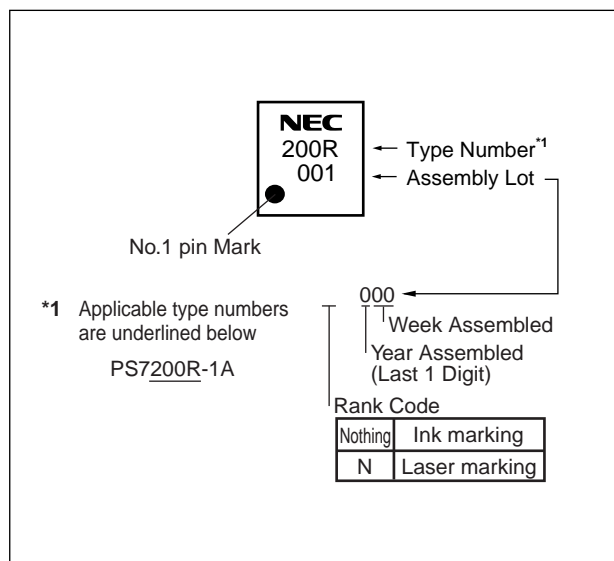 NEC
200R
001
Type Number*1
Assembly Lot
No.1 pin Mark
000
Week Assembled
Year Assembled
(Last 1 Digit)
Rank Code
Nothing Ink marking
N Laser marking
*1 Applicable type numbers
are underlined below
PS7200R-1A